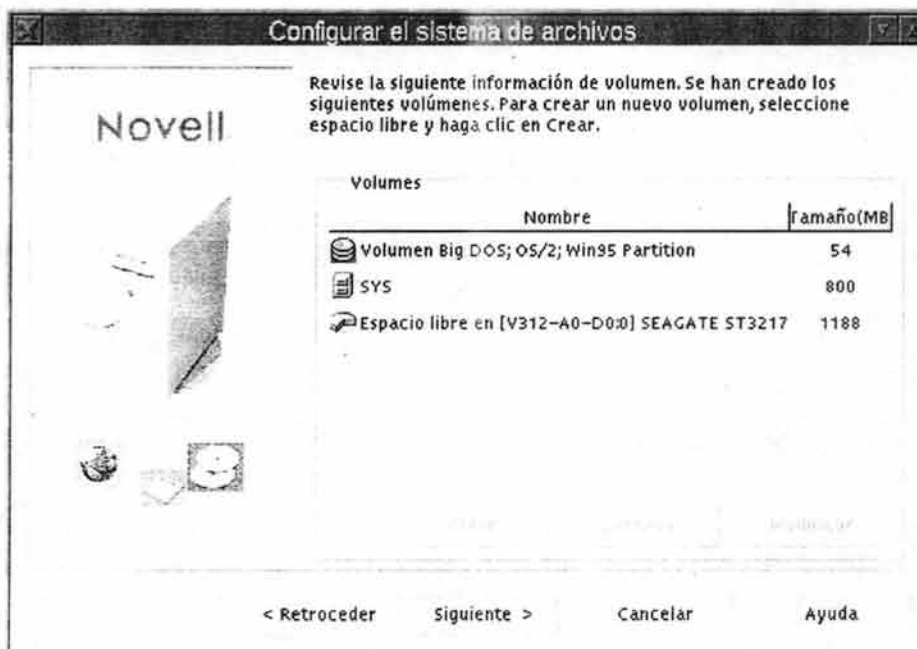 Configurar el sistema de archivos
Novell
Revise la siguiente información de volumen. Se han creado los
siguientes volúmenes. Para crear un nuevo volumen, seleccione
espacio libre y haga clic en Crear.
Volumes
Nombre Tamaño(MB
Volumen Big DOS; OS/2; Win95 Partition 54
SYS 800
Espacio libre en [V312-A0-D0:0] SEAGATE ST3217 1188
Modificar
< Retroceder Siguiente > Cancelar Ayuda